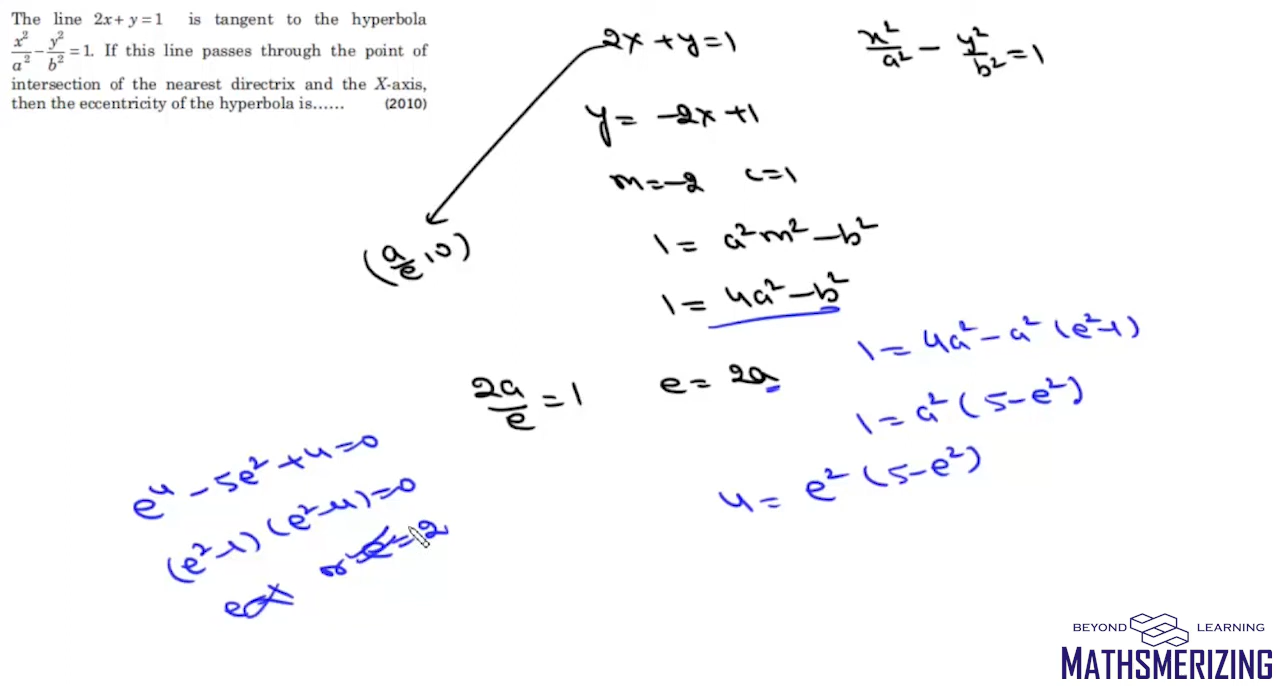 The line 2x + y = 1 is tangent to the hyperbola
x²/a² − y²/b² = 1. If this line passes through the point of
intersection of the nearest directrix and the X-axis,
then the eccentricity of the hyperbola is...... (2010)
2x + y = 1
x²/a² − y²/b² = 1
y = −2x + 1
m = −2 c = 1
1 = a²m² − b²
(a/e, 0)
1 = 4a² − b²
1 = 4a² − a²(e² − 1)
2a/e = 1
e = 2a
1 = a²(5 − e²)
4 = e²(5 − e²)
e⁴ − 5e² + 4 = 0
(e² − 1)(e² − 4) = 0
or e = 2
BEYOND LEARNING
MATHSMERIZING